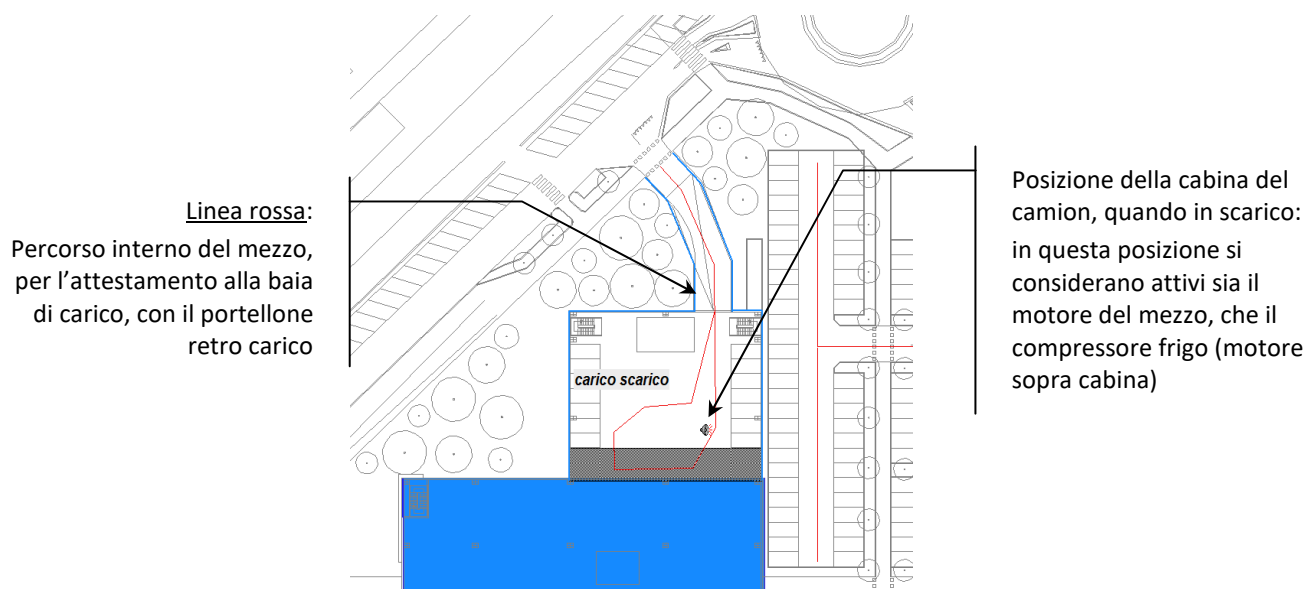 Linea rossa:
Percorso interno del mezzo,
per l’attestamento alla baia
di carico, con il portellone
retro carico
carico scarico
Posizione della cabina del
camion, quando in scarico:
in questa posizione si
considerano attivi sia il
motore del mezzo, che il
compressore frigo (motore
sopra cabina)